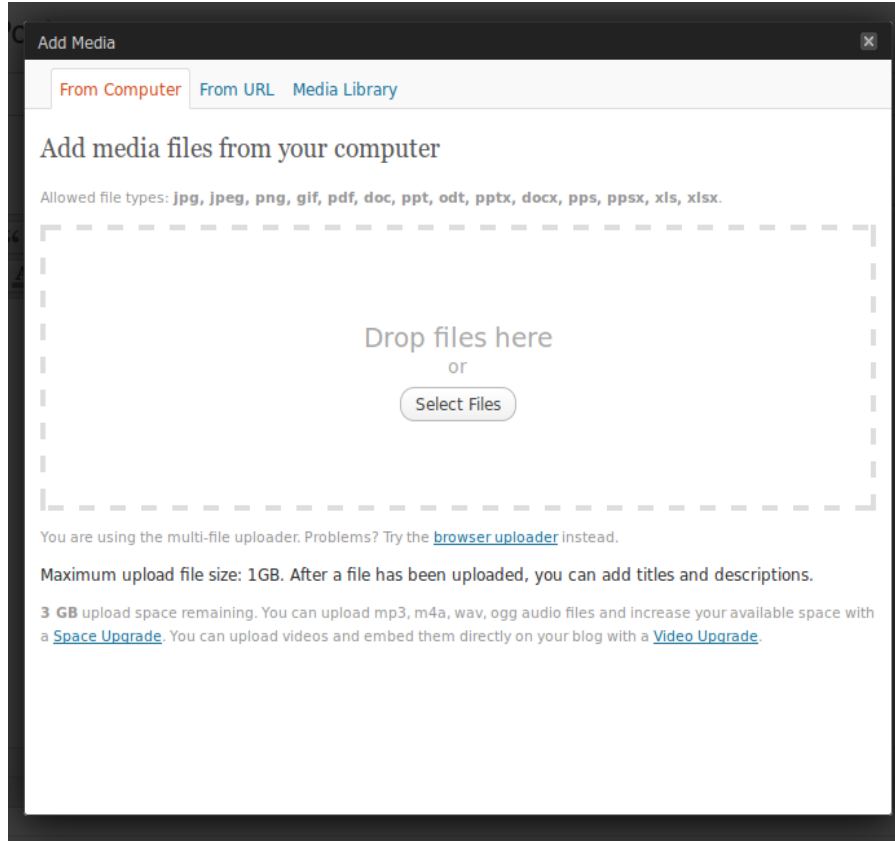 Add Media
From Computer From URL Media Library
Add media files from your computer
Allowed file types: jpg, jpeg, png, gif, pdf, doc, ppt, odt, pptx, docx, pps, ppsx, xls, xlsx.
Drop files here
or
Select Files
You are using the multi-file uploader. Problems? Try the browser uploader instead.
Maximum upload file size: 1GB. After a file has been uploaded, you can add titles and descriptions.
3 GB upload space remaining. You can upload mp3, m4a, wav, ogg audio files and increase your available space with
a Space Upgrade. You can upload videos and embed them directly on your blog with a Video Upgrade.